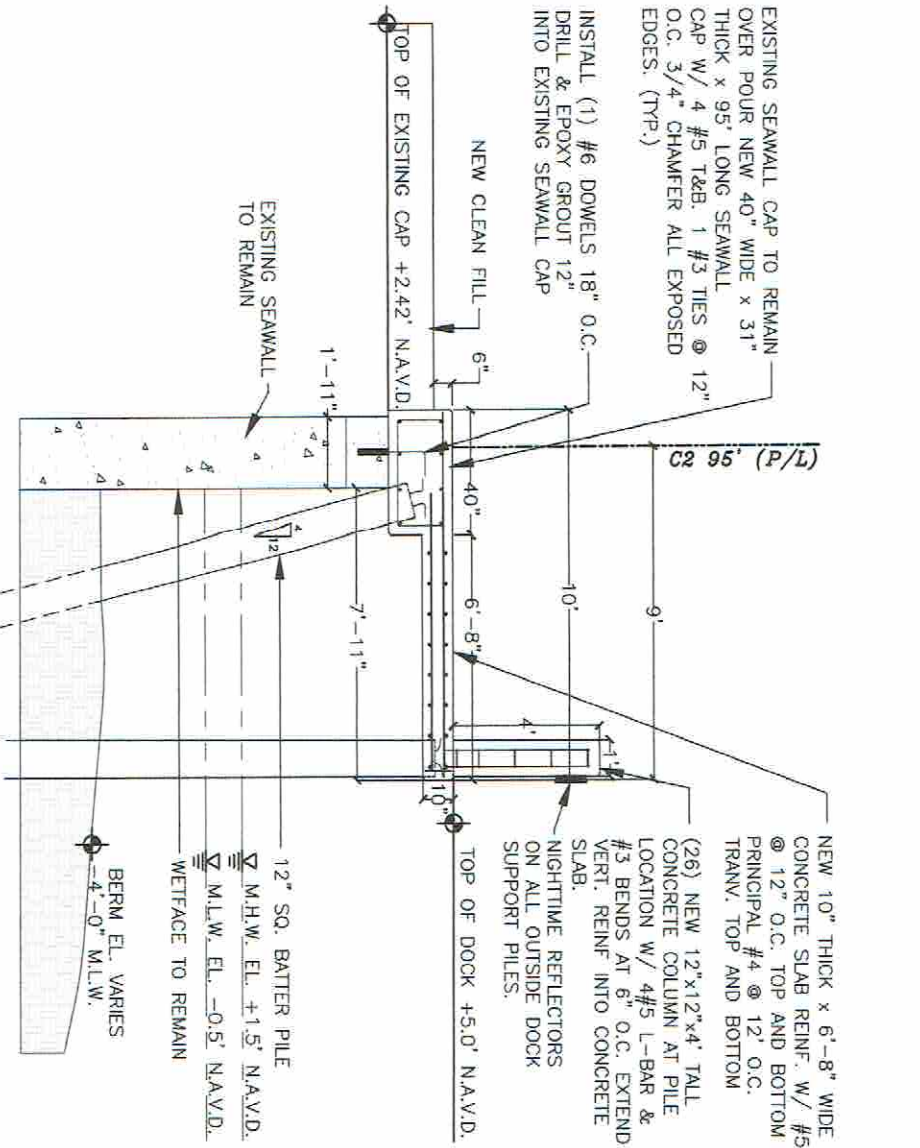 EXISTING SEAWALL CAP TO REMAIN
OVER POUR NEW 40" WIDE x 31"
THICK x 95' LONG SEAWALL
CAP W/ 4 #5 T&B. 1 #3 TIES @ 12"
O.C. 3/4" CHAMFER ALL EXPOSED
EDGES. (TYP.)
INSTALL (1) #6 DOWELS 18" O.C.
DRILL & EPOXY GROUT 12"
INTO EXISTING SEAWALL CAP
NEW CLEAN FILL
TOP OF EXISTING CAP +2.42' N.A.V.D.
EXISTING SEAWALL
TO REMAIN
6"
1'-11"
C2 95' (P/L)
40"
10'
9'
6'-8"
7'-11"
4
12
4'
1'
10"
NEW 10" THICK x 6'-8" WIDE
CONCRETE SLAB REINF. W/ #5
@ 12" O.C. TOP AND BOTTOM
PRINCIPAL #4 @ 12' O.C.
TRANV. TOP AND BOTTOM
(26) NEW 12"x12"x4' TALL
CONCRETE COLUMN AT PILE
LOCATION W/ 4#5 L-BAR &
#3 BENDS AT 6" O.C. EXTEND
VERT. REINF INTO CONCRETE
SLAB.
NIGHTTIME REFLECTORS
ON ALL OUTSIDE DOCK
SUPPORT PILES.
TOP OF DOCK +5.0' N.A.V.D.
12" SQ. BATTER PILE
M.H.W. EL. +1.5' N.A.V.D.
M.L.W. EL. -0.5' N.A.V.D.
WETFACE TO REMAIN
BERM EL. VARIES
-4'-0" M.L.W.